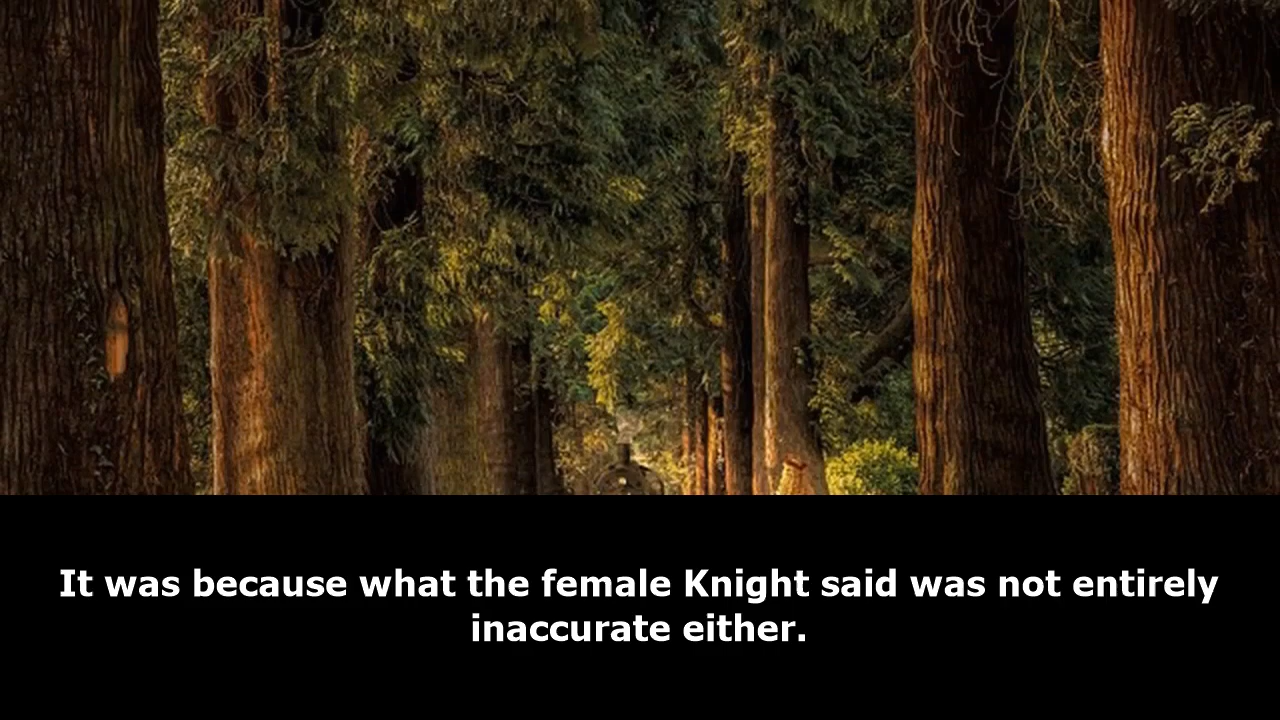 It was because what the female Knight said was not entirely
inaccurate either.